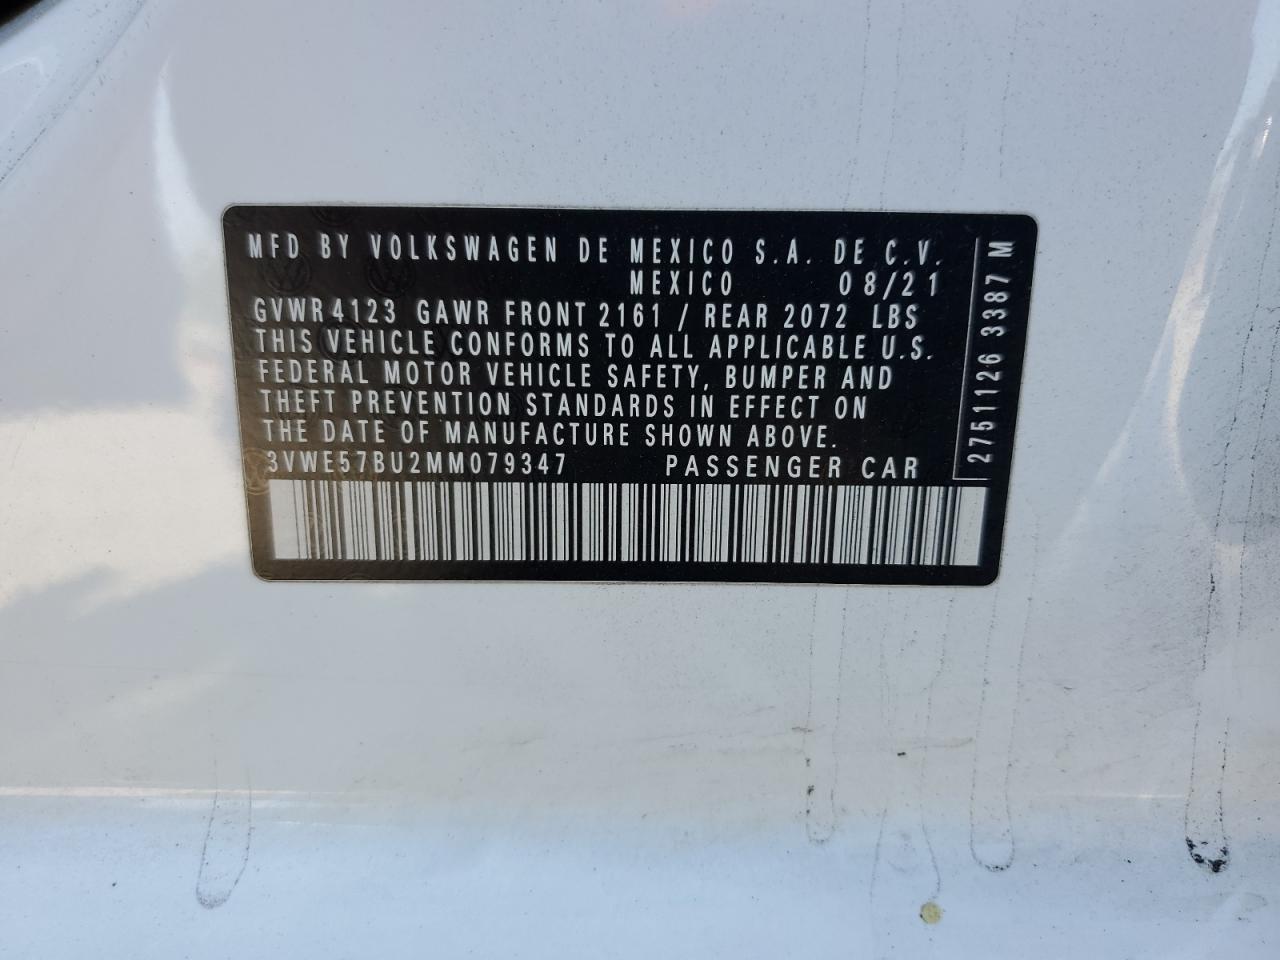 MFD BY VOLKSWAGEN DE MEXICO S.A. DE C.V.
MEXICO 08/21
GVWR 4123 GAWR FRONT 2161 / REAR 2072 LBS
THIS VEHICLE CONFORMS TO ALL APPLICABLE U.S.
FEDERAL MOTOR VEHICLE SAFETY, BUMPER AND
THEFT PREVENTION STANDARDS IN EFFECT ON
THE DATE OF MANUFACTURE SHOWN ABOVE.
3VWE57BU2MM079347 PASSENGER CAR
2751126 3387 M